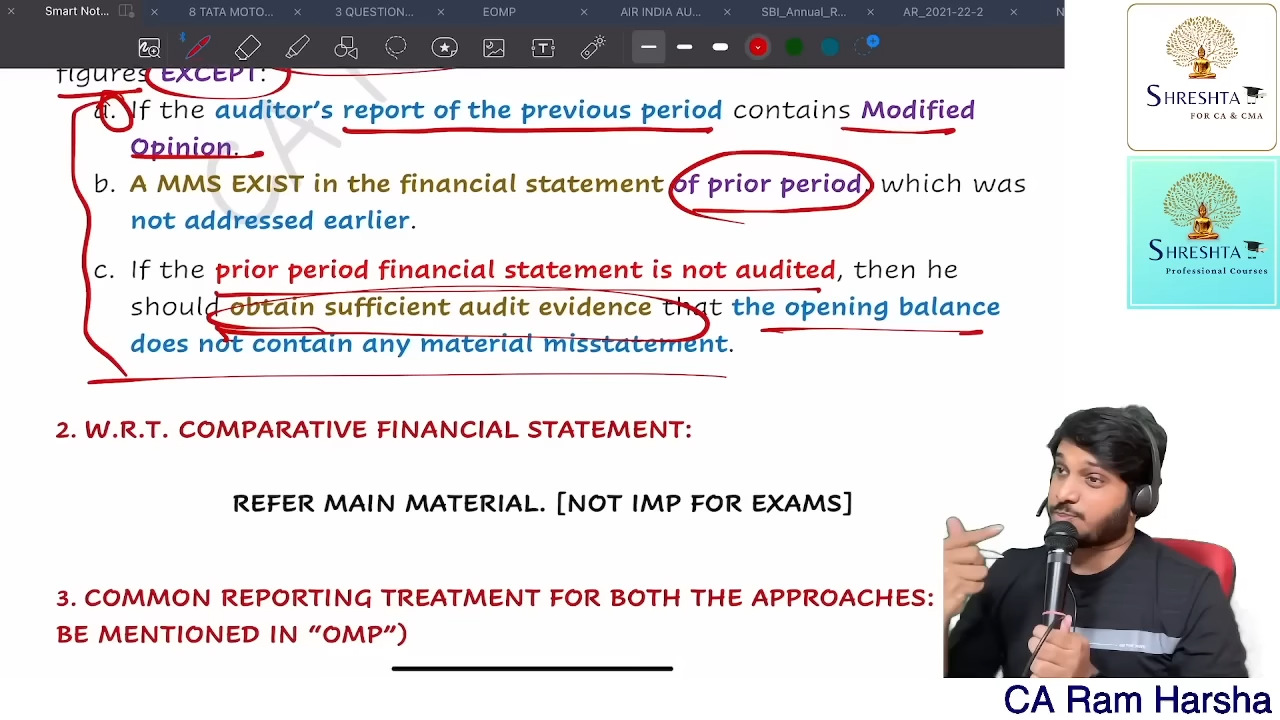 Smart Not...
8 TATA MOTO...
3 QUESTION...
EOMP
AIR INDIA AU...
SBI_Annual_R...
AR_2021-22-2
figures EXCEPT:
a. If the auditor's report of the previous period contains Modified
Opinion.
b. A MMS EXIST in the financial statement of prior period, which was
not addressed earlier.
c. If the prior period financial statement is not audited, then he
should obtain sufficient audit evidence that the opening balance
does not contain any material misstatement.
2. W.R.T. COMPARATIVE FINANCIAL STATEMENT:
REFER MAIN MATERIAL. [NOT IMP FOR EXAMS]
3. COMMON REPORTING TREATMENT FOR BOTH THE APPROACHES:
BE MENTIONED IN “OMP”)
SHRESHTA
FOR CA & CMA
SHRESHTA
Professional Courses
CA Ram Harsha